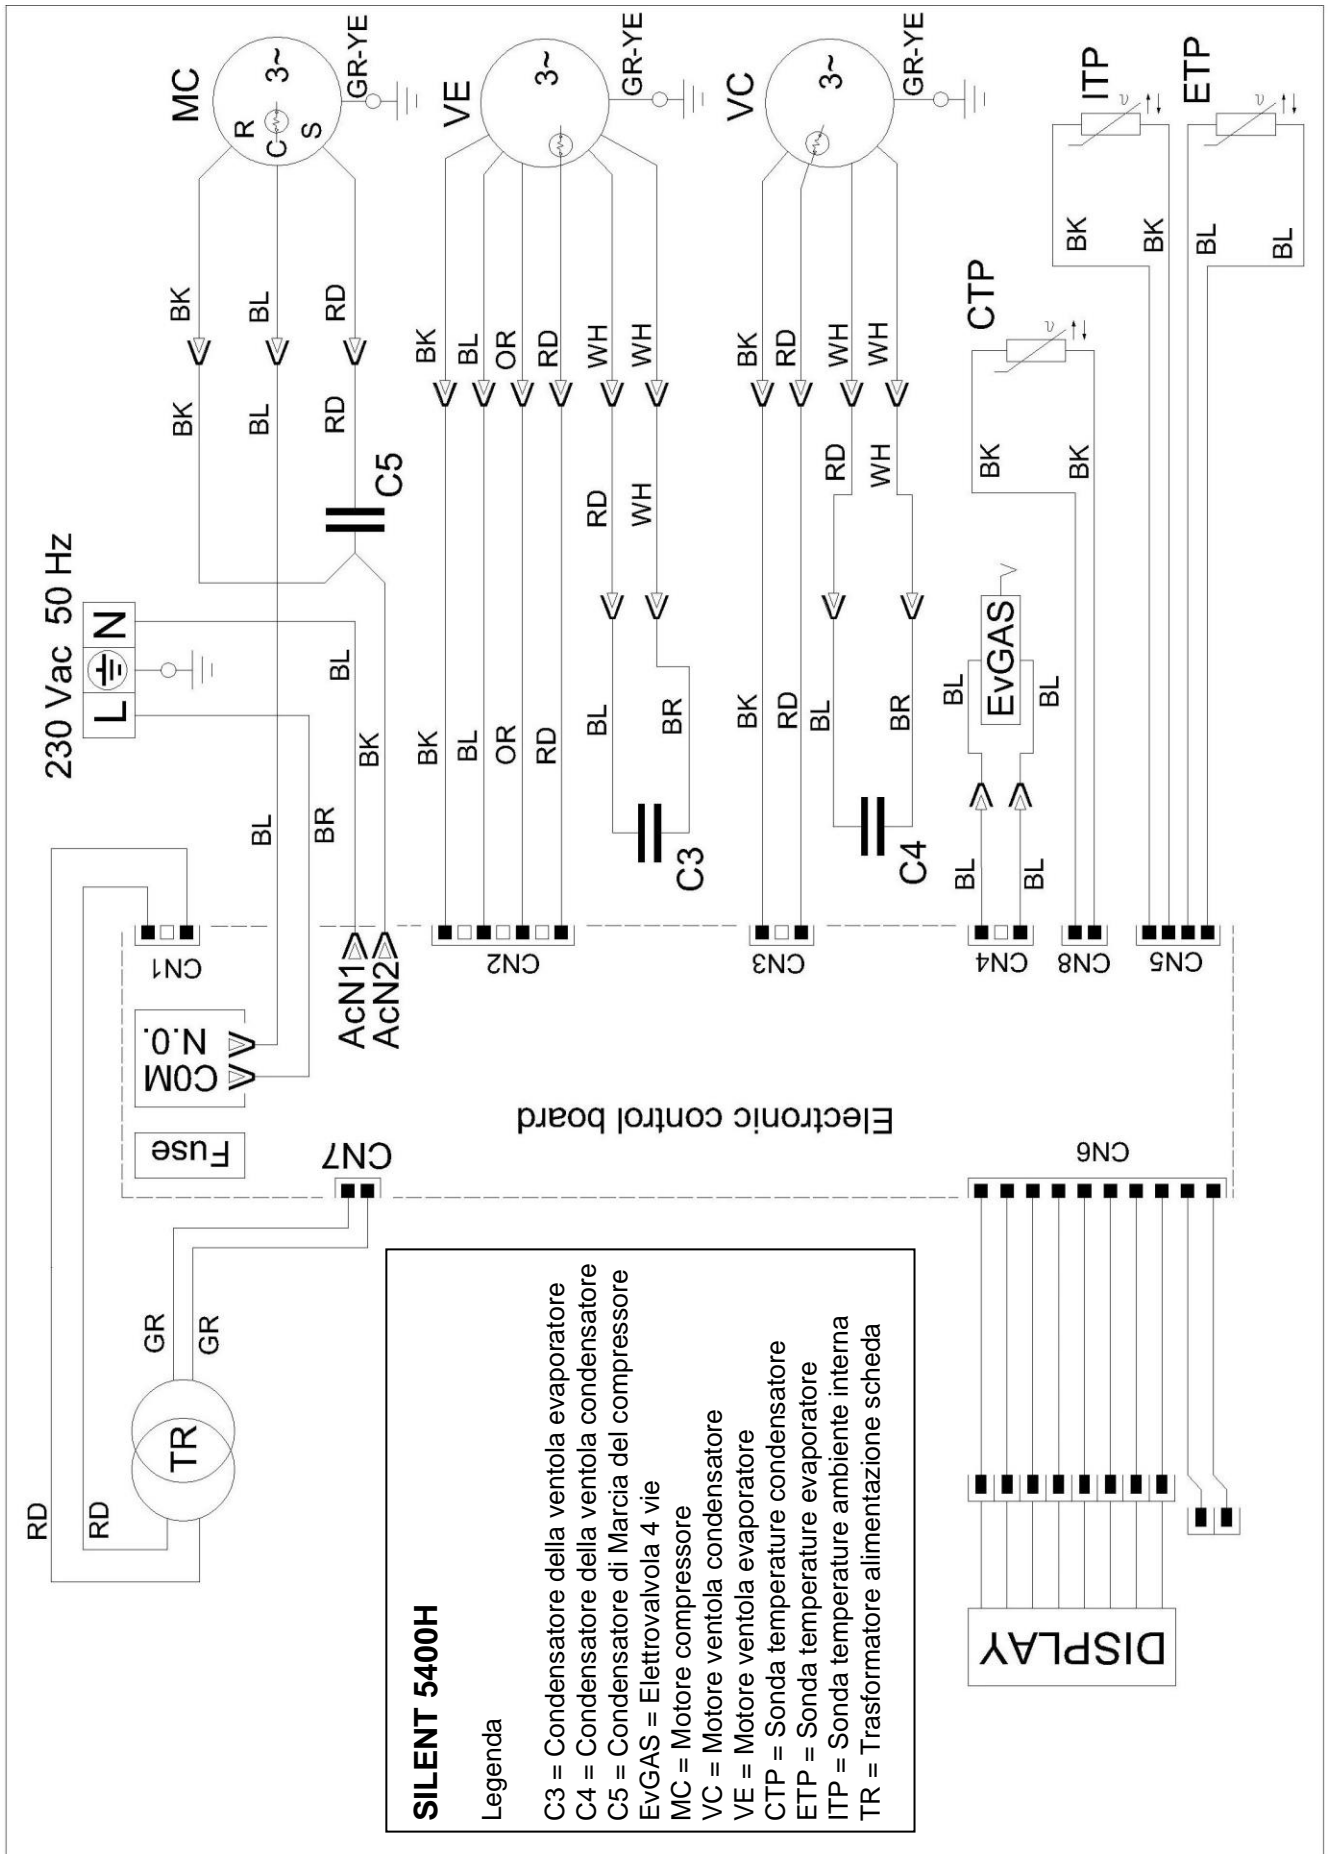 230 Vac 50 Hz
L
N
MC
R
C
S
3~
GR-YE
BK
BL
RD
BK
BL
RD
C5
BL
BK
BL
BR
VE
3~
GR-YE
BK
BL
OR
RD
WH
WH
RD
WH
BK
BL
OR
RD
BL
BR
C3
VC
3~
GR-YE
BK
RD
WH
WH
RD
WH
BK
RD
BL
BR
C4
ITP
BK
BK
ETP
BL
BL
CTP
BK
BK
EvGAS
BL
BL
BL
BL
CN1
AcN1
AcN2
CN2
CN3
CN4
CN8
CN5
N.O.
C0M
Fuse
CN7
Electronic control board
CN6
GR
GR
TR
RD
RD
DISPLAY
SILENT 5400H
Legenda
C3 = Condensatore della ventola evaporatore
C4 = Condensatore della ventola condensatore
C5 = Condensatore di Marcia del compressore
EvGAS = Elettrovalvola 4 vie
MC = Motore compressore
VC = Motore ventola condensatore
VE = Motore ventola evaporatore
CTP = Sonda temperature condensatore
ETP = Sonda temperature evaporatore
ITP = Sonda temperature ambiente interna
TR = Trasformatore alimentazione scheda